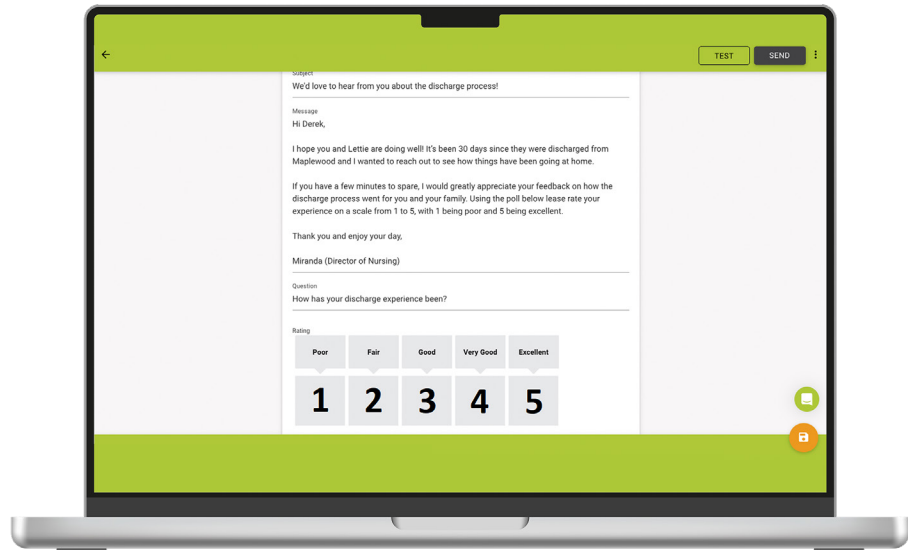 TEST
SEND
Subject
We'd love to hear from you about the discharge process!
Message
Hi Derek,
I hope you and Lettie are doing well! It's been 30 days since they were discharged from
Maplewood and I wanted to reach out to see how things have been going at home.
If you have a few minutes to spare, I would greatly appreciate your feedback on how the
discharge process went for you and your family. Using the poll below lease rate your
experience on a scale from 1 to 5, with 1 being poor and 5 being excellent.
Thank you and enjoy your day,
Miranda (Director of Nursing)
Question
How has your discharge experience been?
Rating
Poor Fair Good Very Good Excellent
1 2 3 4 5